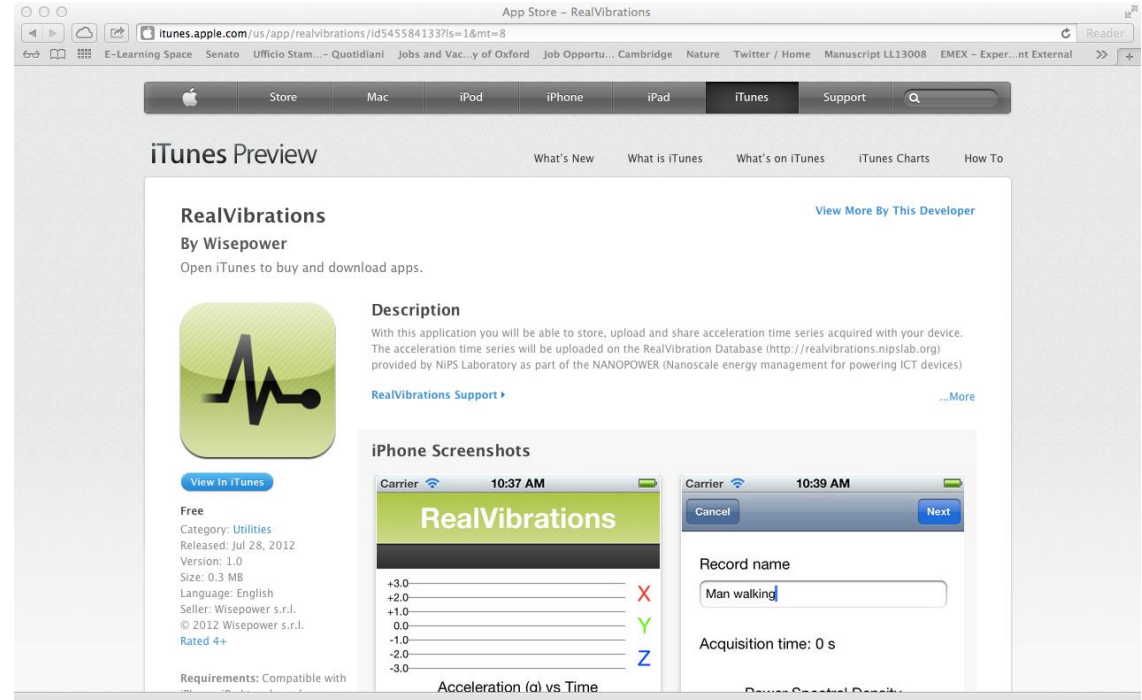 App Store – RealVibrations
itunes.apple.com/us/app/realvibrations/id545584133?ls=1&mt=8
Reader
E-Learning Space Senato Ufficio Stam...- Quotidiani Jobs and Vac...y of Oxford Job Opportu... Cambridge Nature Twitter / Home Manuscript LL13008 EMEX – Exper...nt External
Store Mac iPod iPhone iPad iTunes Support
iTunes Preview
What's New What is iTunes What's on iTunes iTunes Charts How To
RealVibrations
View More By This Developer
By Wisepower
Open iTunes to buy and download apps.
Description
With this application you will be able to store, upload and share acceleration time series acquired with your device.
The acceleration time series will be uploaded on the RealVibration Database (http://realvibrations.nipslab.org)
provided by NiPS Laboratory as part of the NANOPOWER (Nanoscale energy management for powering ICT devices)
RealVibrations Support
...More
View In iTunes
Free
Category: Utilities
Released: Jul 28, 2012
Version: 1.0
Size: 0.3 MB
Language: English
Seller: Wisepower s.r.l.
© 2012 Wisepower s.r.l.
Rated 4+
Requirements: Compatible with
iPhone Screenshots
Carrier 10:37 AM
RealVibrations
+3.0
+2.0
+1.0
0.0
-1.0
-2.0
-3.0
X
Y
Z
Acceleration (g) vs Time
Carrier 10:39 AM
Cancel Next
Record name
Man walking
Acquisition time: 0 s
Power Spectral Density